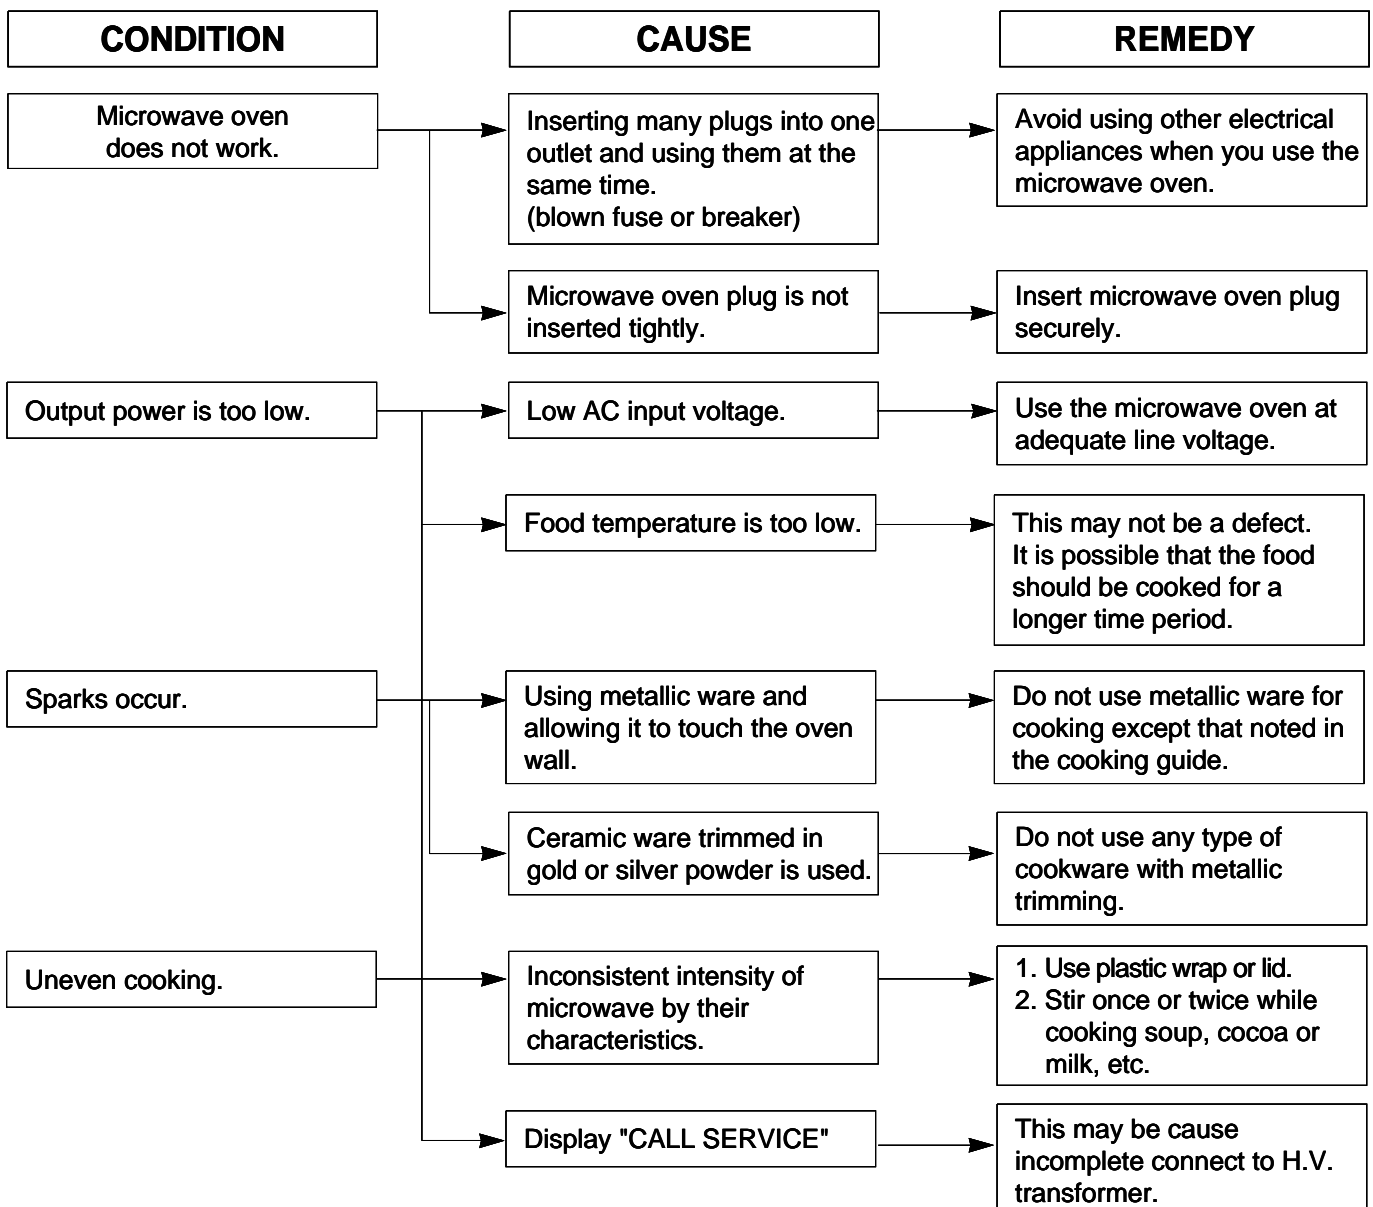 CONDITION
CAUSE
REMEDY
Microwave oven
does not work.
Inserting many plugs into one
outlet and using them at the
same time.
(blown fuse or breaker)
Avoid using other electrical
appliances when you use the
microwave oven.
Microwave oven plug is not
inserted tightly.
Insert microwave oven plug
securely.
Output power is too low.
Low AC input voltage.
Use the microwave oven at
adequate line voltage.
Food temperature is too low.
This may not be a defect.
It is possible that the food
should be cooked for a
longer time period.
Sparks occur.
Using metallic ware and
allowing it to touch the oven
wall.
Do not use metallic ware for
cooking except that noted in
the cooking guide.
Ceramic ware trimmed in
gold or silver powder is used.
Do not use any type of
cookware with metallic
trimming.
Uneven cooking.
Inconsistent intensity of
microwave by their
characteristics.
1. Use plastic wrap or lid.
2. Stir once or twice while
cooking soup, cocoa or
milk, etc.
Display "CALL SERVICE"
This may be cause
incomplete connect to H.V.
transformer.